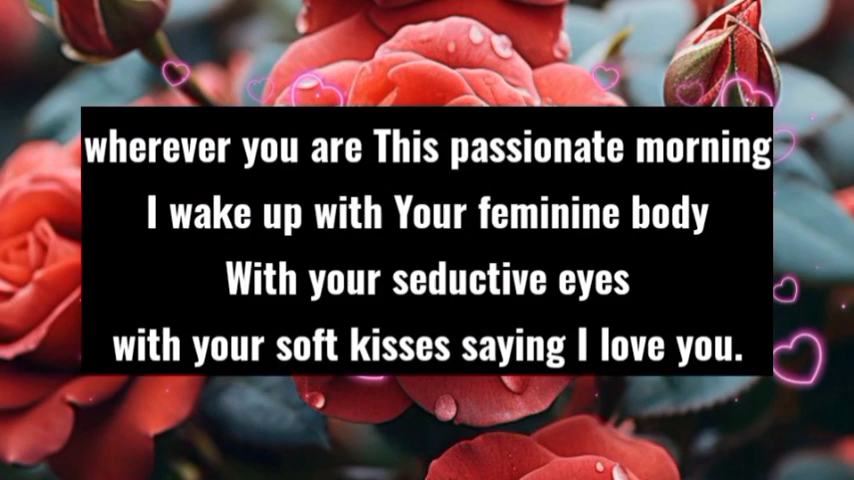 wherever you are This passionate morning
I wake up with Your feminine body
With your seductive eyes
with your soft kisses saying I love you.